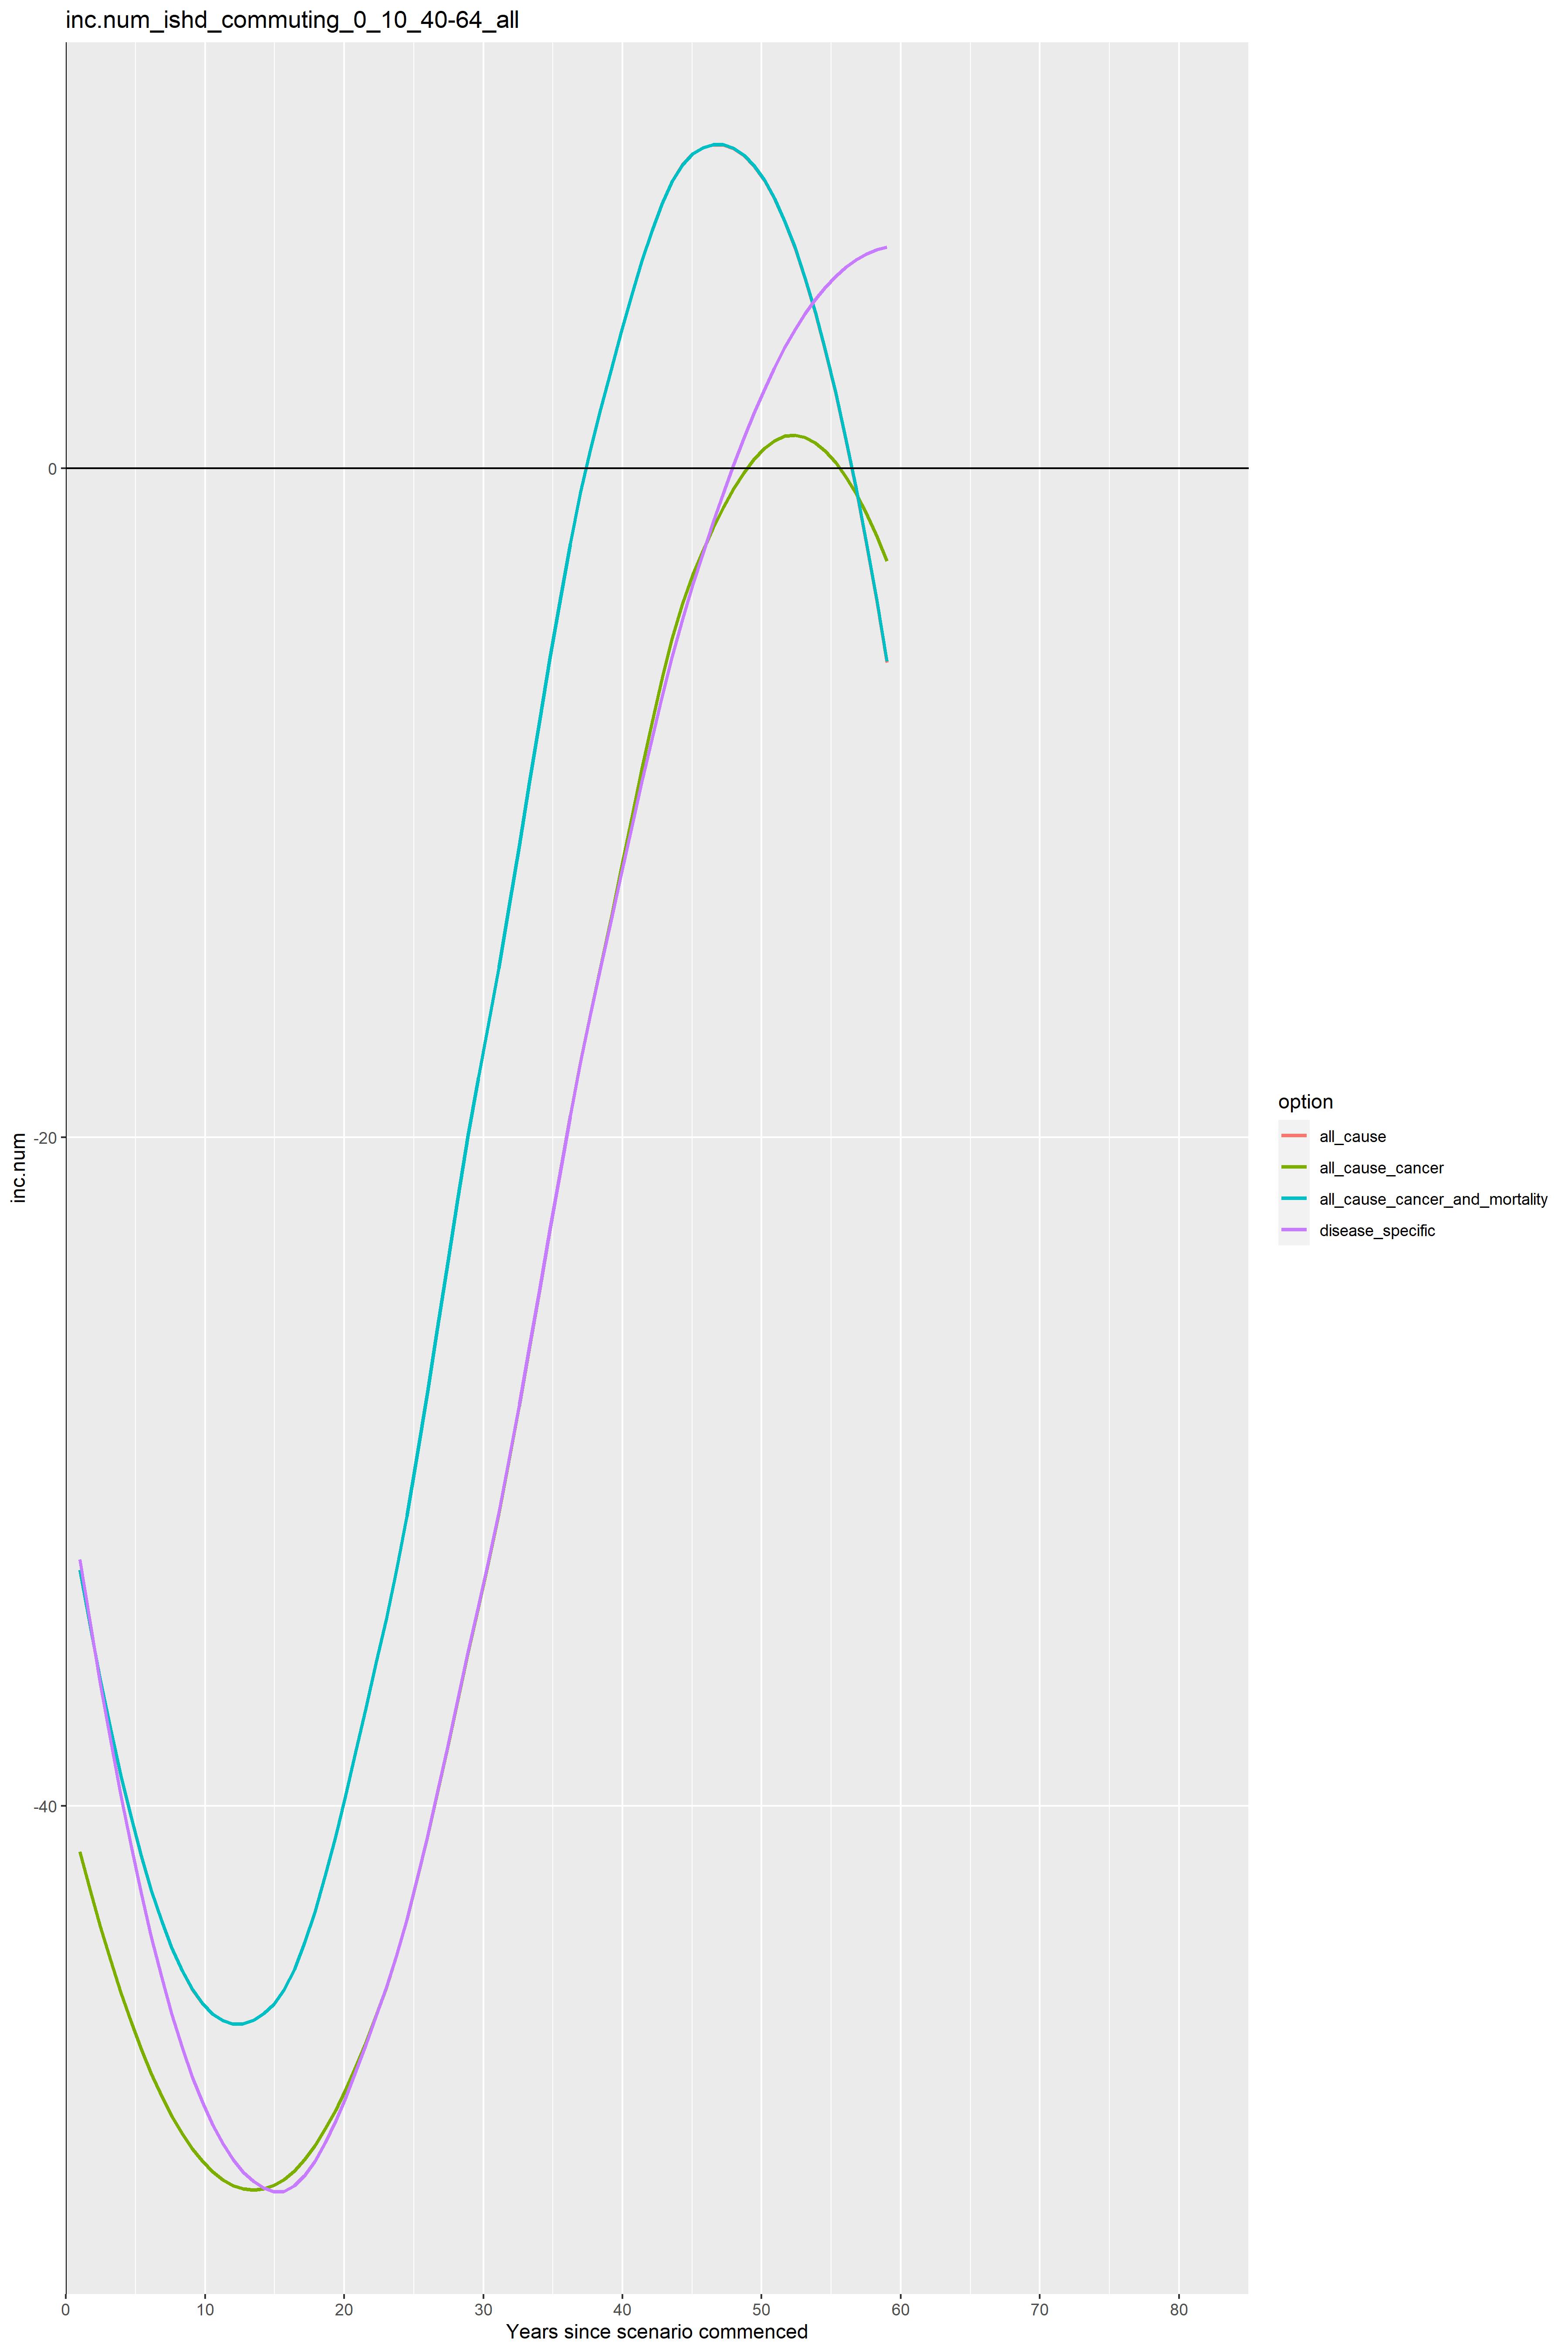 inc.num_ishd_commuting_0_10_40-64_all
inc.num
0
-20
-40
0 10 20 30 40 50 60 70 80
Years since scenario commenced
option
all_cause
all_cause_cancer
all_cause_cancer_and_mortality
disease_specific